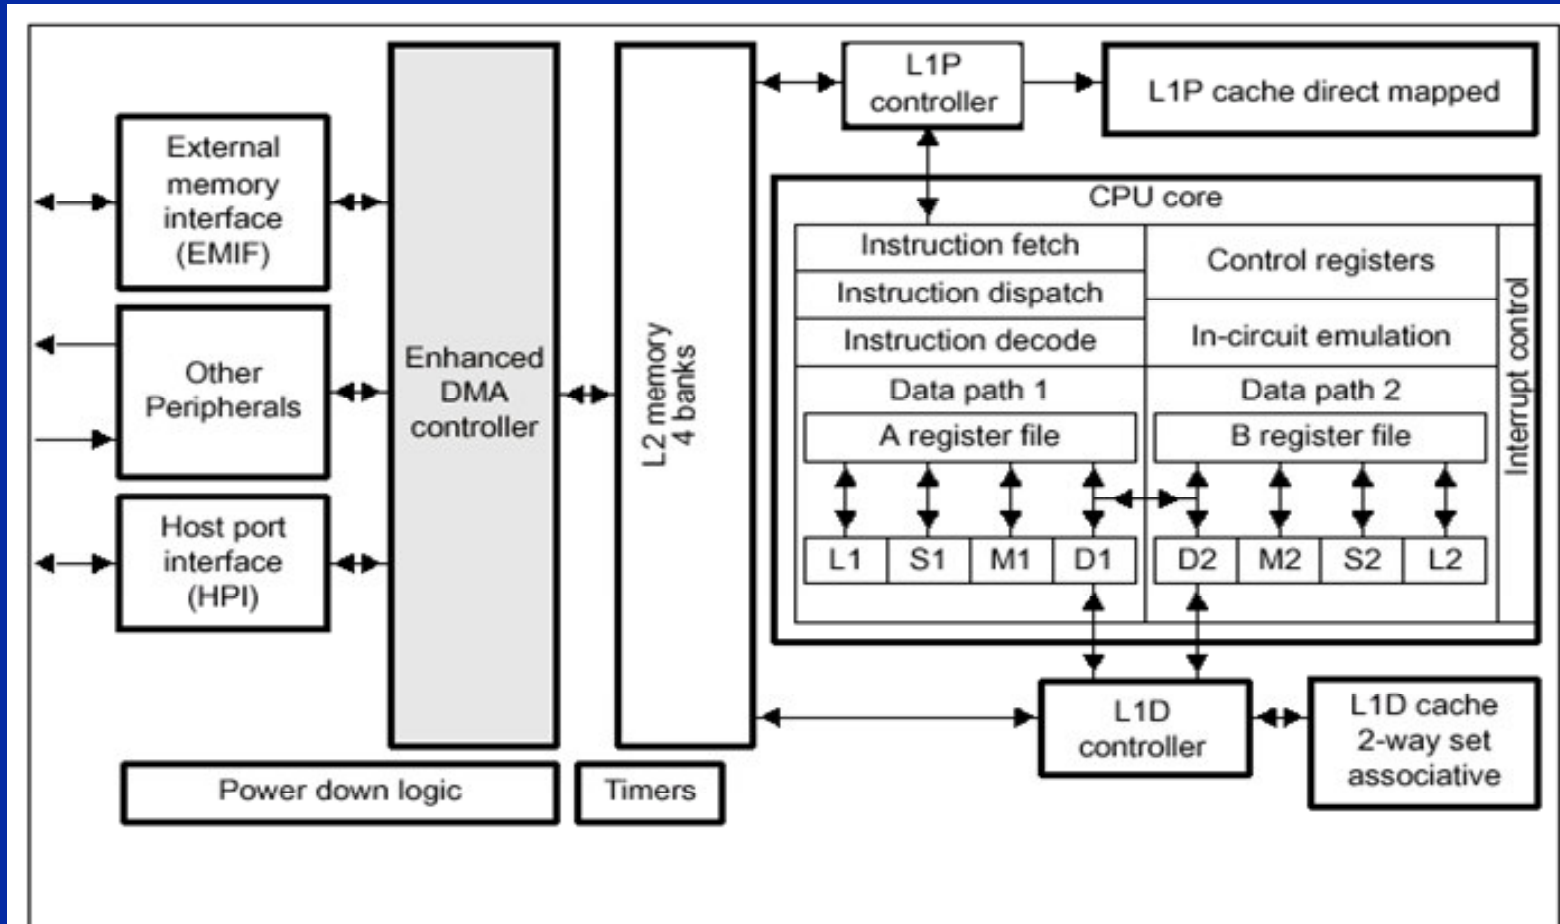 External
memory
interface
(EMIF)
Other
Peripherals
Host port
interface
(HPI)
Enhanced
DMA
controller
L2 memory
4 banks
Power down logic
Timers
L1P
controller
L1P cache direct mapped
CPU core
Instruction fetch
Instruction dispatch
Instruction decode
Control registers
In-circuit emulation
Interrupt control
Data path 1
A register file
L1 S1 M1 D1
Data path 2
B register file
D2 M2 S2 L2
L1D
controller
L1D cache
2-way set
associative